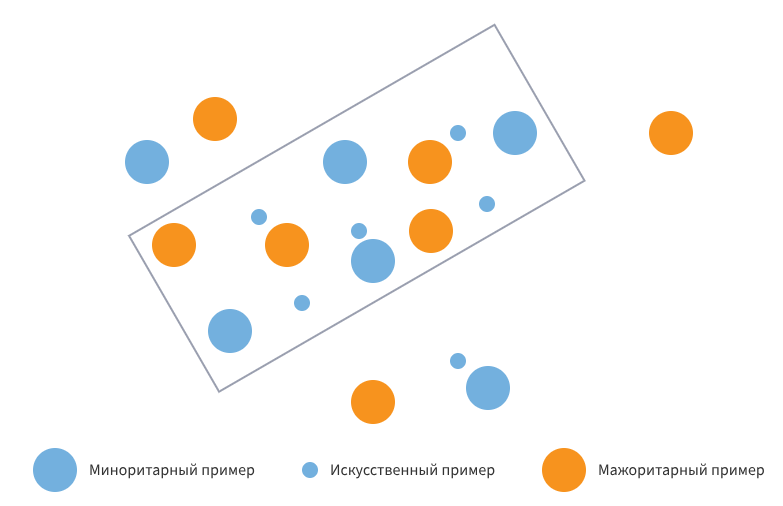 Миноритарный пример
Искусственный пример
Мажоритарный пример